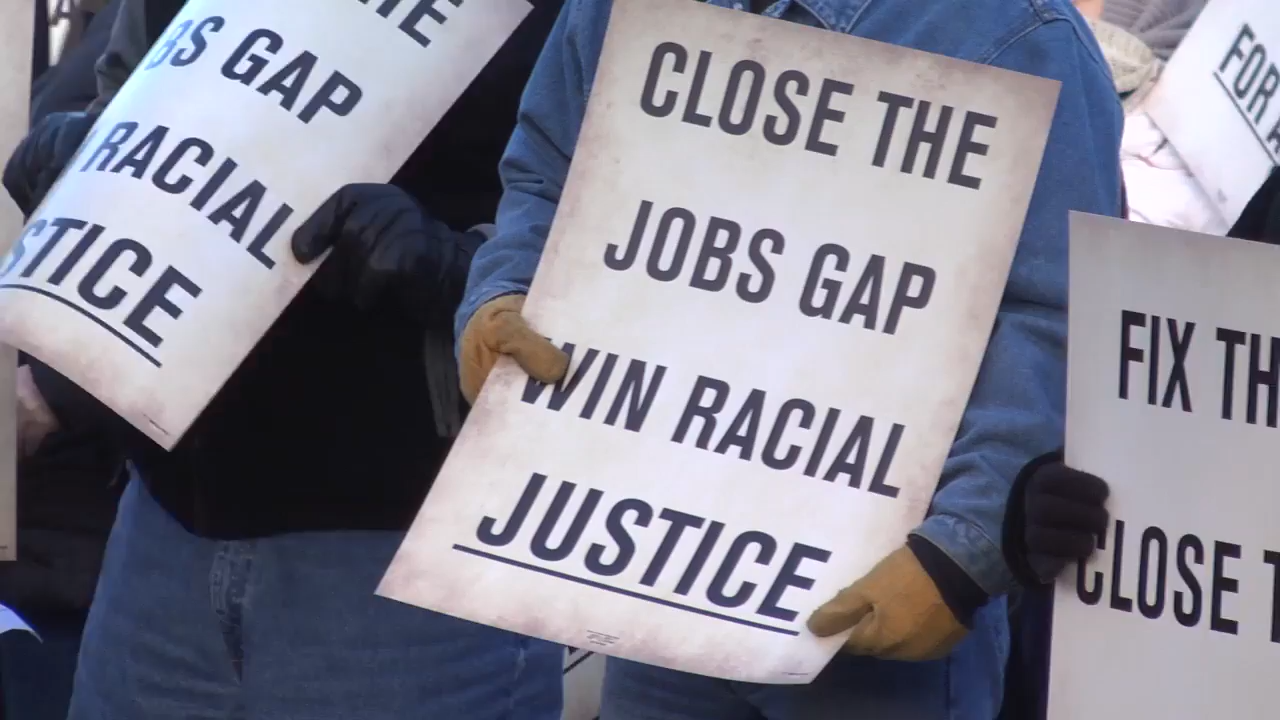 BS GAP
RACIAL
STICE
CLOSE THE
JOBS GAP
WIN RACIAL
JUSTICE
FOR
FIX TH
CLOSE T